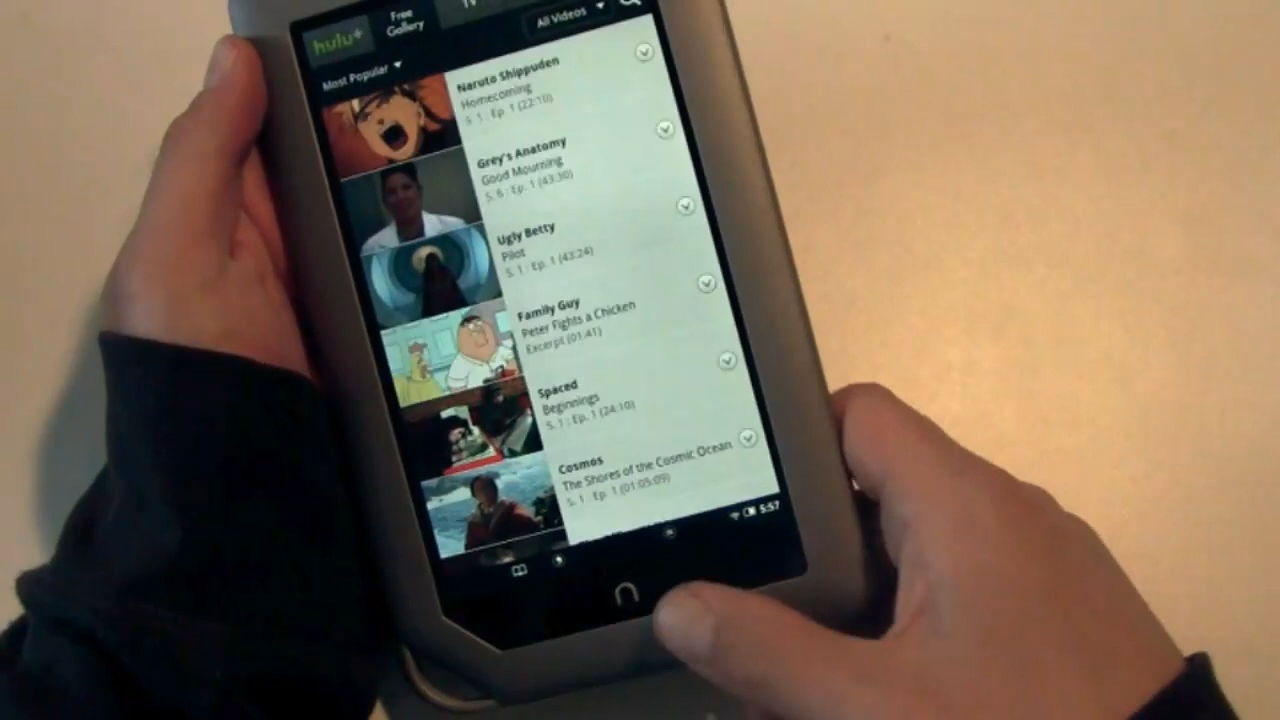 hulu+
Free
Gallery
TV
All Videos
Most Popular
Naruto Shippuden
Homecoming
S. 1 : Ep. 1 (22:10)
Grey's Anatomy
Good Mourning
S. 6 : Ep. 1 (43:30)
Ugly Betty
Pilot
S. 1 : Ep. 1 (43:24)
Family Guy
Peter Fights a Chicken
Excerpt (01:41)
Spaced
Beginnings
S. 1 : Ep. 1 (24:10)
Cosmos
The Shores of the Cosmic Ocean
S. 1 : Ep. 1 (01:05:09)
5:57